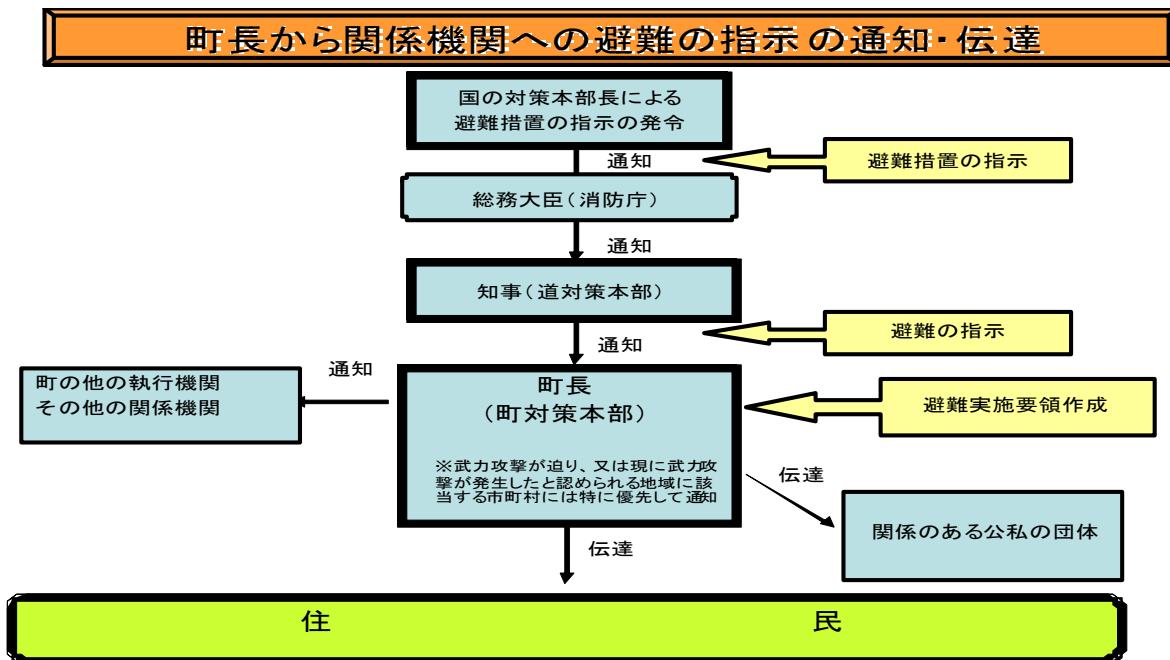 町長から関係機関への避難の指示の通知・伝達
国の対策本部長による
避難措置の指示の発令
通知
避難措置の指示
総務大臣(消防庁)
通知
知事(道対策本部)
避難の指示
通知
通知
町の他の執行機関
その他の関係機関
町長
(町対策本部)
避難実施要領作成
※武力攻撃が迫り、又は現に武力攻
撃が発生したと認められる地域に該
当する市町村には特に優先して通知
伝達
関係のある公私の団体
伝達
住民